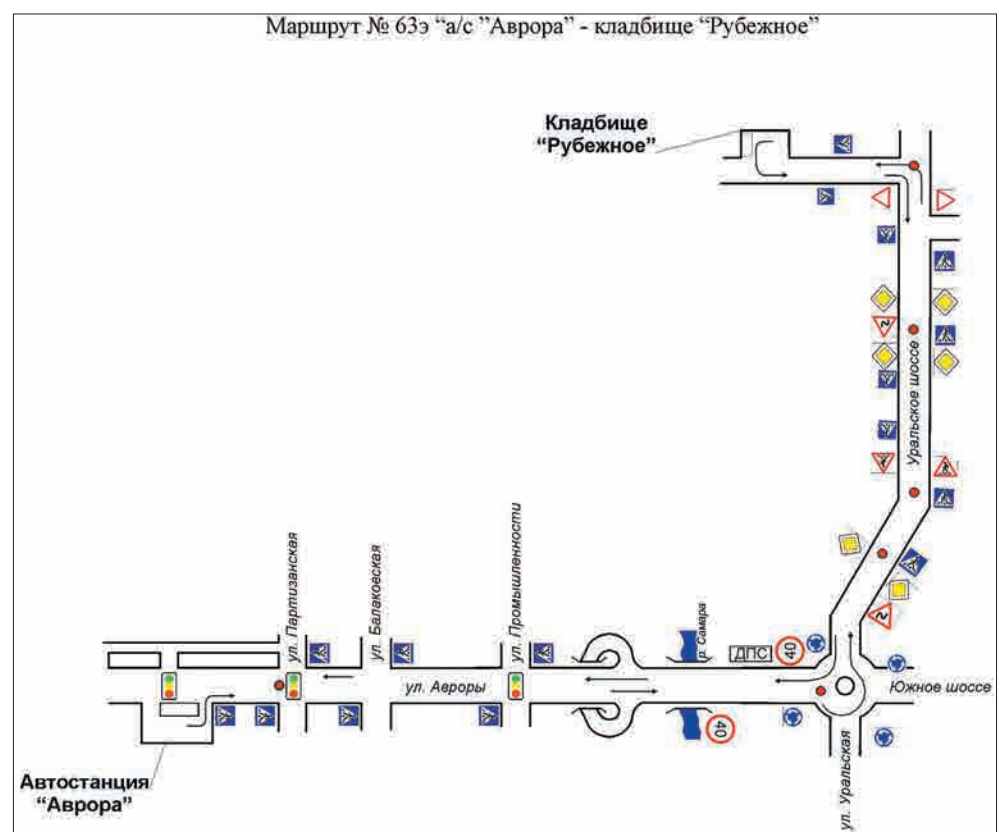 Маршрут № 63э “а/с ”Аврора” - кладбище “Рубежное”
Кладбище
“Рубежное”
Уральское шоссе
ул. Партизанская
ул. Балаковская
ул. Промышленности
р. Самара
ДПС
40
ул. Авроры
Южное шоссе
40
ул. Уральская
Автостанция
“Аврора”